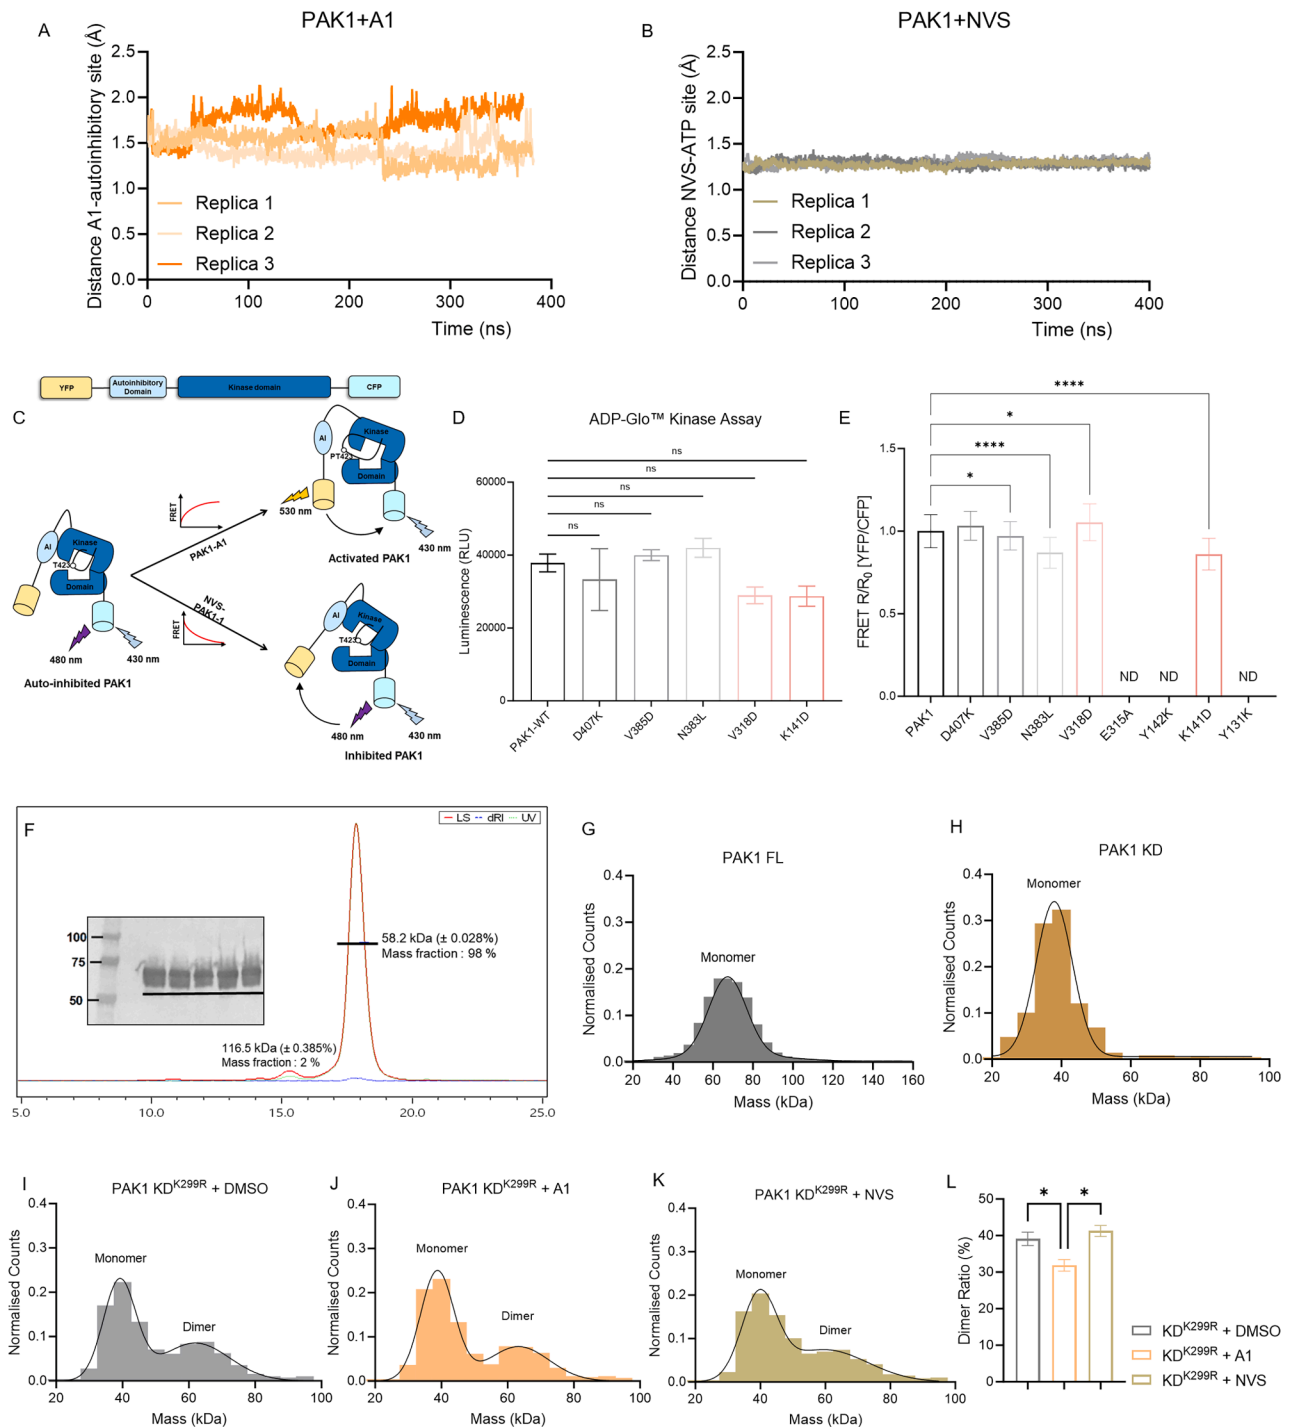 A
PAK1+A1
Distance A1-autoinhibitory site (Å)
2.5
2.0
1.5
1.0
0.5
0.0
Replica 1
Replica 2
Replica 3
0 100 200 300 400
Time (ns)
B
PAK1+NVS
Distance NVS-ATP site (Å)
2.5
2.0
1.5
1.0
0.5
0.0
Replica 1
Replica 2
Replica 3
0 100 200 300 400
Time (ns)
C
YFP
Autoinhibitory
Domain
Kinase domain
CFP
AI
Kinase
PT423
Domain
530 nm
430 nm
Activated PAK1
FRET
PAK1-A1
AI
Kinase
T423
Domain
480 nm
430 nm
Auto-inhibited PAK1
NVS-
PAK1-1
FRET
AI
Kinase
T423
Domain
480 nm
430 nm
Inhibited PAK1
D
ADP-Glo™ Kinase Assay
Luminescence (RLU)
60000
40000
20000
0
ns
ns
ns
ns
ns
PAK1-WT
D407K
V385D
N383L
V318D
K141D
E
FRET R/R0 [YFP/CFP]
1.5
1.0
0.5
0.0
****
*
****
*
ND ND ND
PAK1
D407K
V385D
N383L
V318D
E315A
Y142K
K141D
Y131K
F
LS dRI UV
100
75
50
58.2 kDa (± 0.028%)
Mass fraction : 98 %
116.5 kDa (± 0.385%)
Mass fraction : 2 %
5.0 10.0 15.0 20.0 25.0
G
PAK1 FL
Normalised Counts
0.4
0.3
0.2
0.1
0.0
Monomer
20 40 60 80 100 120 140 160
Mass (kDa)
H
PAK1 KD
Normalised Counts
0.4
0.3
0.2
0.1
0.0
Monomer
20 40 60 80 100
Mass (kDa)
I
PAK1 KDK299R + DMSO
Normalised Counts
0.4
0.3
0.2
0.1
0.0
Monomer
Dimer
20 40 60 80 100
Mass (kDa)
J
PAK1 KDK299R + A1
Normalised Counts
0.4
0.3
0.2
0.1
0.0
Monomer
Dimer
20 40 60 80 100
Mass (kDa)
K
PAK1 KDK299R + NVS
Normalised Counts
0.4
0.3
0.2
0.1
0.0
Monomer
Dimer
20 40 60 80 100
Mass (kDa)
L
Dimer Ratio (%)
50
40
30
20
10
0
* *
KDK299R + DMSO
KDK299R + A1
KDK299R + NVS